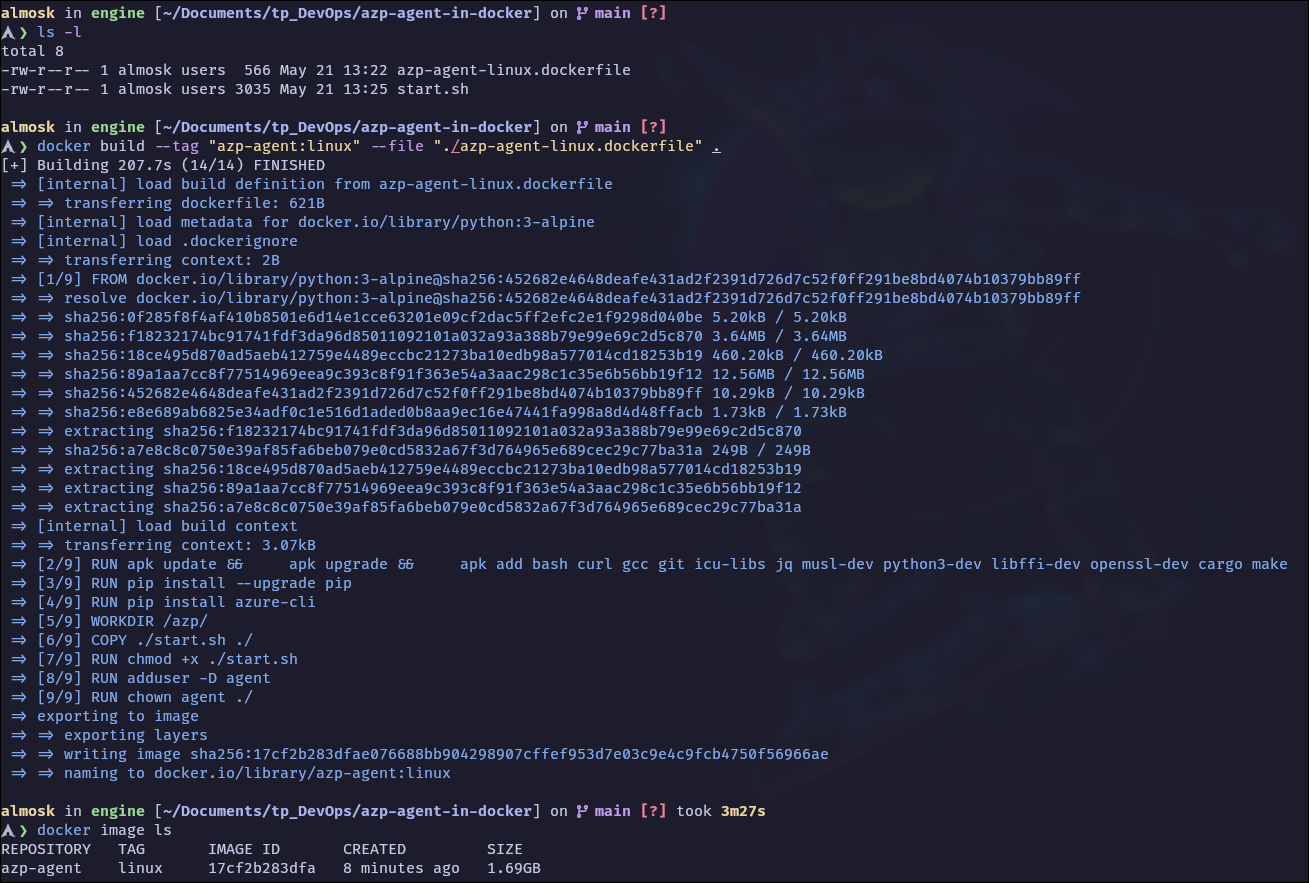 almosk in engine [~/Documents/tp_DevOps/azp-agent-in-docker] on main [?]
❯ ls -l
total 8
-rw-r--r-- 1 almosk users  566 May 21 13:22 azp-agent-linux.dockerfile
-rw-r--r-- 1 almosk users 3035 May 21 13:25 start.sh
almosk in engine [~/Documents/tp_DevOps/azp-agent-in-docker] on main [?]
❯ docker build --tag "azp-agent:linux" --file "./azp-agent-linux.dockerfile" .
[+] Building 207.7s (14/14) FINISHED
=> [internal] load build definition from azp-agent-linux.dockerfile
=> => transferring dockerfile: 621B
=> [internal] load metadata for docker.io/library/python:3-alpine
=> [internal] load .dockerignore
=> => transferring context: 2B
=> [1/9] FROM docker.io/library/python:3-alpine@sha256:452682e4648deafe431ad2f2391d726d7c52f0ff291be8bd4074b10379bb89ff
=> => resolve docker.io/library/python:3-alpine@sha256:452682e4648deafe431ad2f2391d726d7c52f0ff291be8bd4074b10379bb89ff
=> => sha256:0f285f8f4af410b8501e6d14e1cce63201e09cf2dac5ff2efc2e1f9298d040be 5.20kB / 5.20kB
=> => sha256:f18232174bc91741fdf3da96d85011092101a032a93a388b79e99e69c2d5c870 3.64MB / 3.64MB
=> => sha256:18ce495d870ad5aeb412759e4489eccbc21273ba10edb98a577014cd18253b19 460.20kB / 460.20kB
=> => sha256:89a1aa7cc8f77514969eea9c393c8f91f363e54a3aac298c1c35e6b56bb19f12 12.56MB / 12.56MB
=> => sha256:452682e4648deafe431ad2f2391d726d7c52f0ff291be8bd4074b10379bb89ff 10.29kB / 10.29kB
=> => sha256:e8e689ab6825e34adf0c1e516d1aded0b8aa9ec16e47441fa998a8d4d48ffacb 1.73kB / 1.73kB
=> => extracting sha256:f18232174bc91741fdf3da96d85011092101a032a93a388b79e99e69c2d5c870
=> => sha256:a7e8c8c0750e39af85fa6beb079e0cd5832a67f3d764965e689cec29c77ba31a 249B / 249B
=> => extracting sha256:18ce495d870ad5aeb412759e4489eccbc21273ba10edb98a577014cd18253b19
=> => extracting sha256:89a1aa7cc8f77514969eea9c393c8f91f363e54a3aac298c1c35e6b56bb19f12
=> => extracting sha256:a7e8c8c0750e39af85fa6beb079e0cd5832a67f3d764965e689cec29c77ba31a
=> [internal] load build context
=> => transferring context: 3.07kB
=> [2/9] RUN apk update &&     apk upgrade &&     apk add bash curl gcc git icu-libs jq musl-dev python3-dev libffi-dev openssl-dev cargo make
=> [3/9] RUN pip install --upgrade pip
=> [4/9] RUN pip install azure-cli
=> [5/9] WORKDIR /azp/
=> [6/9] COPY ./start.sh ./
=> [7/9] RUN chmod +x ./start.sh
=> [8/9] RUN adduser -D agent
=> [9/9] RUN chown agent ./
=> exporting to image
=> => exporting layers
=> => writing image sha256:17cf2b283dfae076688bb904298907cffef953d7e03c9e4c9fcb4750f56966ae
=> => naming to docker.io/library/azp-agent:linux
almosk in engine [~/Documents/tp_DevOps/azp-agent-in-docker] on main [?] took 3m27s
❯ docker image ls
REPOSITORY   TAG       IMAGE ID       CREATED         SIZE
azp-agent    linux     17cf2b283dfa   8 minutes ago   1.69GB